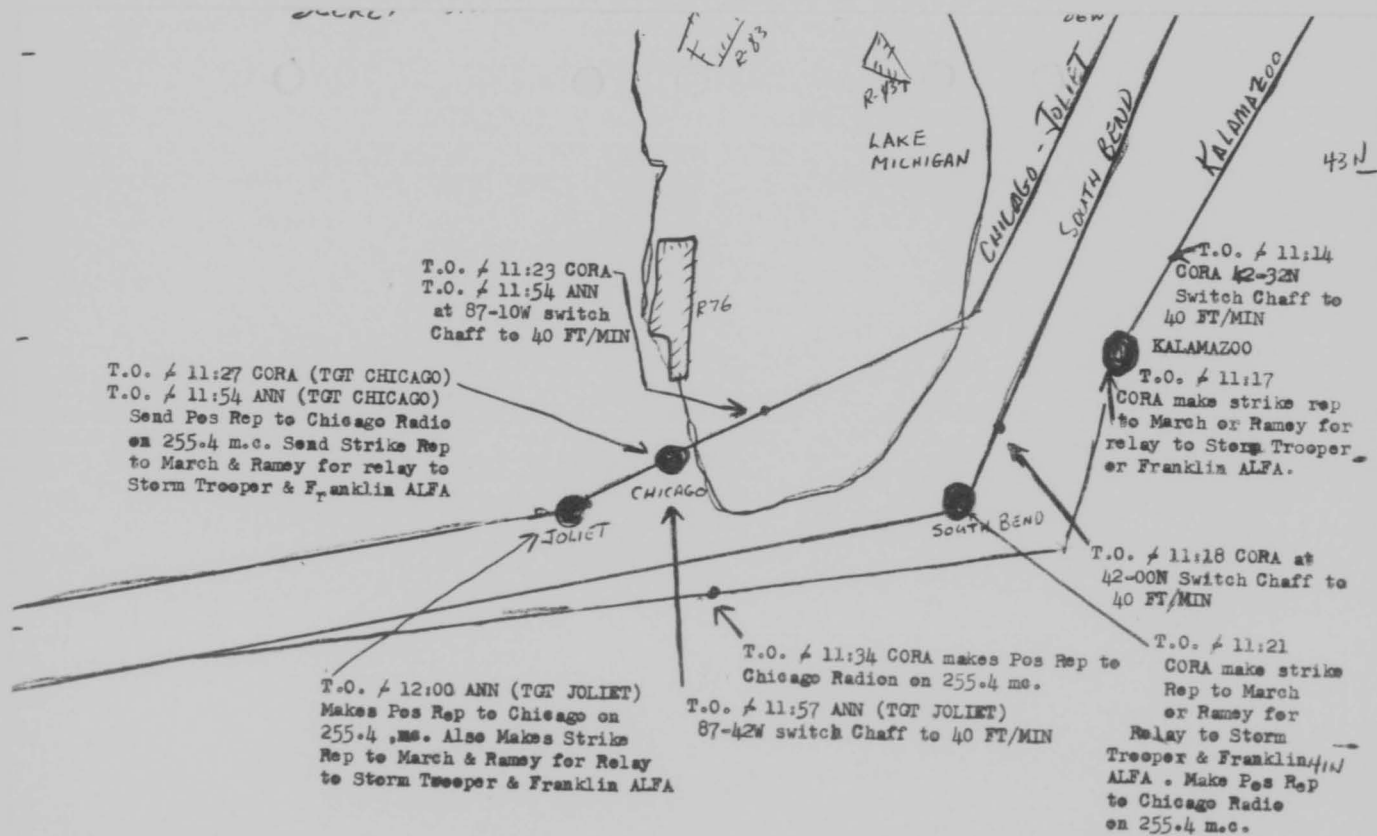 SECRET
R-83
R-437
LAKE
MICHIGAN
CHICAGO - JOLIET
SOUTH BEND
KALAMAZOO
43N
T.O. / 11:23 CORA
T.O. / 11:54 ANN
at 87-10W switch
Chaff to 40 FT/MIN
R76
T.O. / 11:14
CORA 42-32N
Switch Chaff to
40 FT/MIN
KALAMAZOO
T.O. / 11:17
CORA make strike rep
to March or Ramey for
relay to Storm Trooper
or Franklin ALFA.
T.O. / 11:27 CORA (TGT CHICAGO)
T.O. / 11:54 ANN (TGT CHICAGO)
Send Pos Rep to Chicago Radio
on 255.4 m.c. Send Strike Rep
to March & Ramey for relay to
Storm Trooper & Franklin ALFA
CHICAGO
JOLIET
SOUTH BEND
T.O. / 11:18 CORA at
42-00N Switch Chaff to
40 FT/MIN
T.O. / 11:34 CORA makes Pos Rep to
Chicago Radion on 255.4 mc.
T.O. / 11:57 ANN (TGT JOLIET)
87-42W switch Chaff to 40 FT/MIN
T.O. / 12:00 ANN (TGT JOLIET)
Makes Pos Rep to Chicago on
255.4 ,mc. Also Makes Strike
Rep to March & Ramey for Relay
to Storm Trooper & Franklin ALFA
T.O. / 11:21
CORA make strike
Rep to March
or Ramey for
Relay to Storm
Trooper & Franklin
ALFA . Make Pos Rep
to Chicago Radio
on 255.4 m.c.
41N